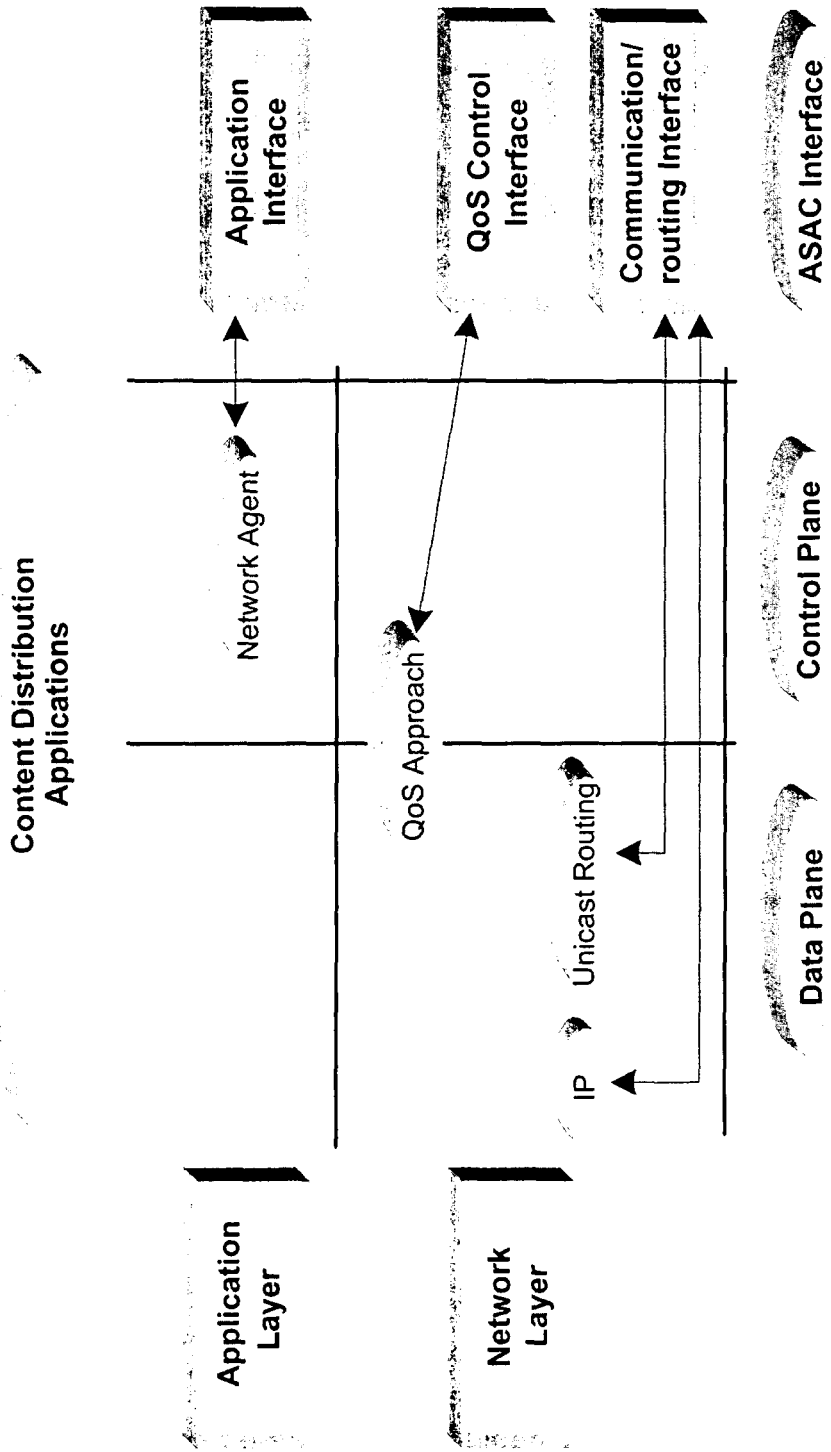 Content Distribution
Applications
Application
Layer
Network Agent
Application
Interface
Network
Layer
QoS Approach
QoS Control
Interface
IP
Unicast Routing
Communication/
routing Interface
Data Plane
Control Plane
ASAC Interface